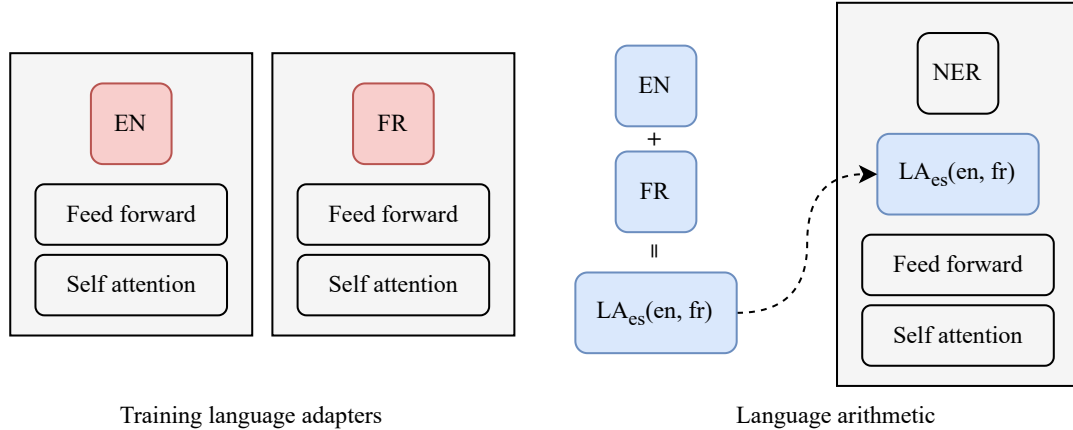 EN
Feed forward
Self attention
FR
Feed forward
Self attention
Training language adapters
EN
+
FR
=
LAes(en, fr)
NER
LAes(en, fr)
Feed forward
Self attention
Language arithmetic